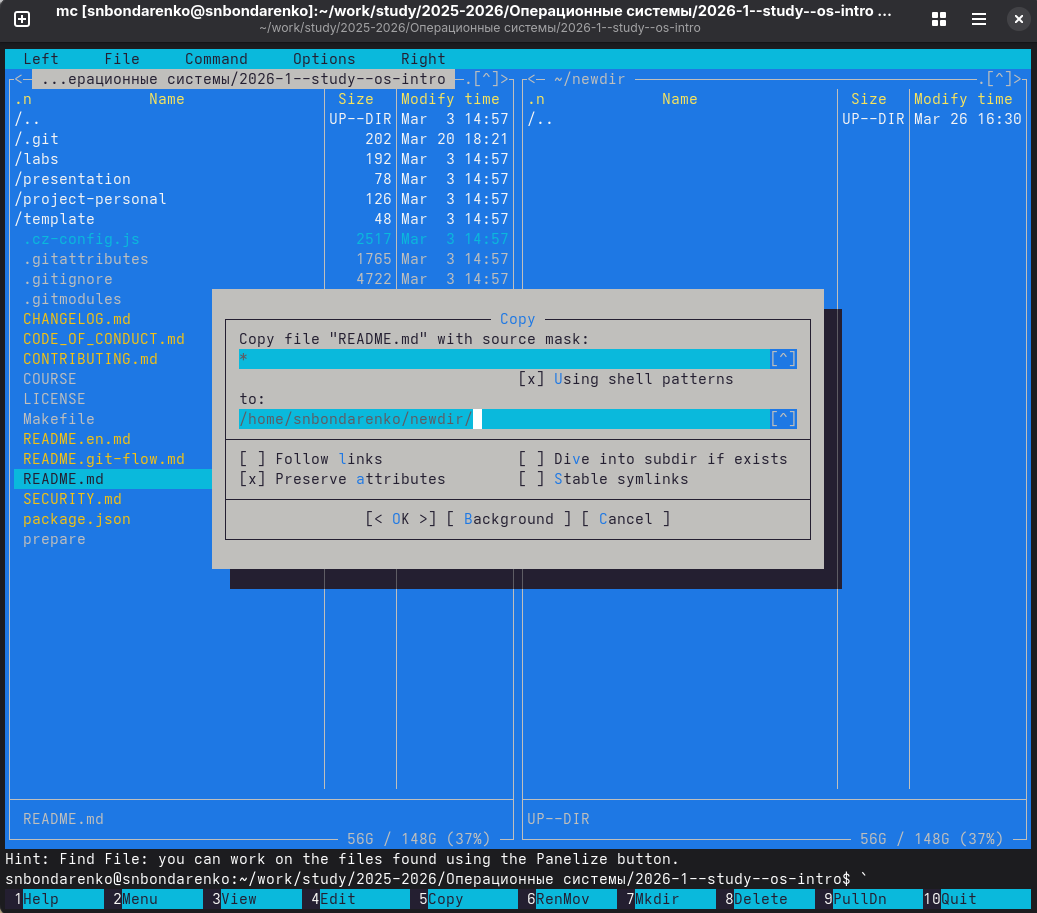 mc [snbondarenko@snbondarenko]:~/work/study/2025-2026/Операционные системы/2026-1--study--os-intro ...
~/work/study/2025-2026/Операционные системы/2026-1--study--os-intro
Left File Command Options Right
<— ...ерационные системы/2026-1--study--os-intro —.[^]> <— ~/newdir .[^]>
.n Name Size Modify time .n Name Size Modify time
/.. UP--DIR Mar 3 14:57 /.. UP--DIR Mar 26 16:30
/.git 202 Mar 20 18:21
/labs 192 Mar 3 14:57
/presentation 78 Mar 3 14:57
/project-personal 126 Mar 3 14:57
/template 48 Mar 3 14:57
.cz-config.js 2517 Mar 3 14:57
.gitattributes 1765 Mar 3 14:57
.gitignore 4722 Mar 3 14:57
.gitmodules
CHANGELOG.md
CODE_OF_CONDUCT.md
CONTRIBUTING.md
COURSE
LICENSE
Makefile
README.en.md
README.git-flow.md
README.md
SECURITY.md
package.json
prepare
Copy
Copy file "README.md" with source mask:
* [^]
[x] Using shell patterns
to:
/home/snbondarenko/newdir/ [^]
[ ] Follow links [ ] Dive into subdir if exists
[x] Preserve attributes [ ] Stable symlinks
[< OK >] [ Background ] [ Cancel ]
README.md UP--DIR
56G / 148G (37%) 56G / 148G (37%)
Hint: Find File: you can work on the files found using the Panelize button.
snbondarenko@snbondarenko:~/work/study/2025-2026/Операционные системы/2026-1--study--os-intro$ `
1Help 2Menu 3View 4Edit 5Copy 6RenMov 7Mkdir 8Delete 9PullDn 10Quit